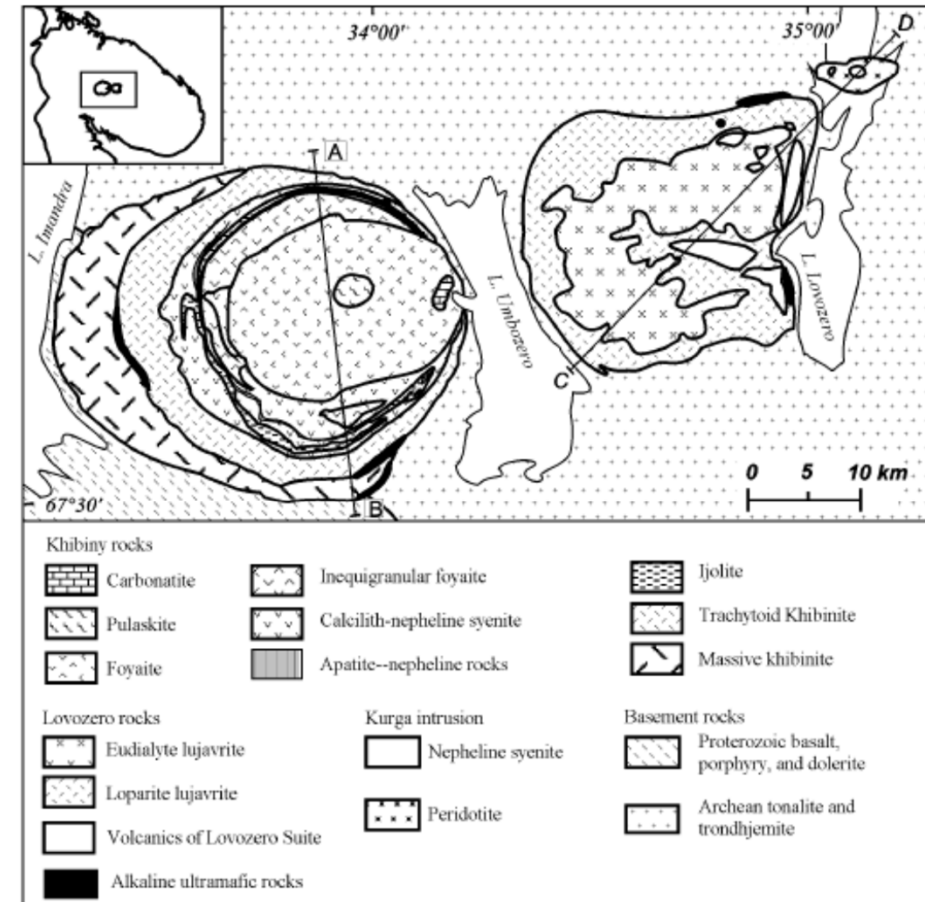 34°00'
35°00'
D
A
L. Imandra
L. Umbozero
L. Lovozero
C
0 5 10 km
67°30'
B
Khibiny rocks
Carbonatite
Pulaskite
Foyaite
Inequigranular foyaite
Calcilith-nepheline syenite
Apatite--nepheline rocks
Ijolite
Trachytoid Khibinite
Massive khibinite
Lovozero rocks
Eudialyte lujavrite
Loparite lujavrite
Volcanics of Lovozero Suite
Alkaline ultramafic rocks
Kurga intrusion
Nepheline syenite
Peridotite
Basement rocks
Proterozoic basalt,
porphyry, and dolerite
Archean tonalite and
trondhjemite